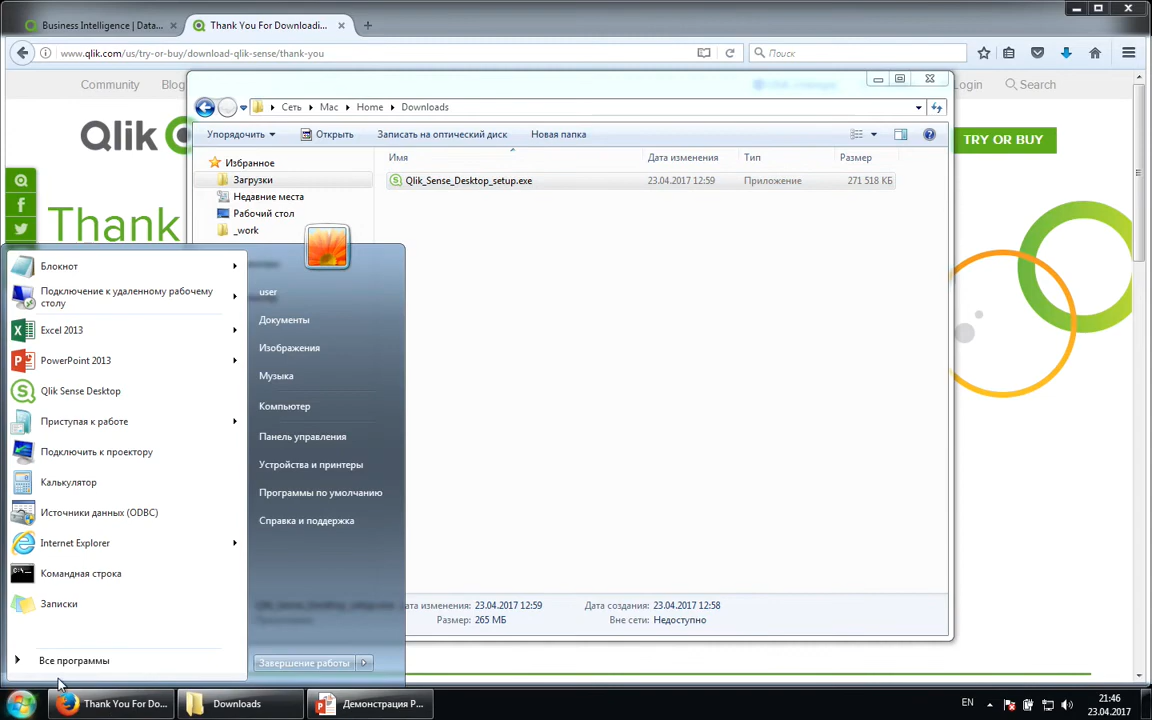 Business Intelligence | Data...
Thank You For Downloadi...
www.qlik.com/us/try-or-buy/download-qlik-sense/thank-you
Поиск
Community
Blog
Login
Search
Qlik
TRY OR BUY
Thank
Сеть
Mac
Home
Downloads
Упорядочить
Открыть
Записать на оптический диск
Новая папка
Имя
Дата изменения
Тип
Размер
Избранное
Загрузки
Недавние места
Рабочий стол
_work
Qlik_Sense_Desktop_setup.exe
23.04.2017 12:59
Приложение
271 518 КБ
Блокнот
Подключение к удаленному рабочему
столу
Excel 2013
PowerPoint 2013
Qlik Sense Desktop
Приступая к работе
Подключить к проектору
Калькулятор
Источники данных (ODBC)
Internet Explorer
Командная строка
Записки
Все программы
user
Документы
Изображения
Музыка
Компьютер
Панель управления
Устройства и принтеры
Программы по умолчанию
Справка и поддержка
Завершение работы
ата изменения: 23.04.2017 12:59
Дата создания: 23.04.2017 12:58
Размер: 265 МБ
Вне сети: Недоступно
Thank You For Do...
Downloads
Демонстрация P...
EN
21:46
23.04.2017